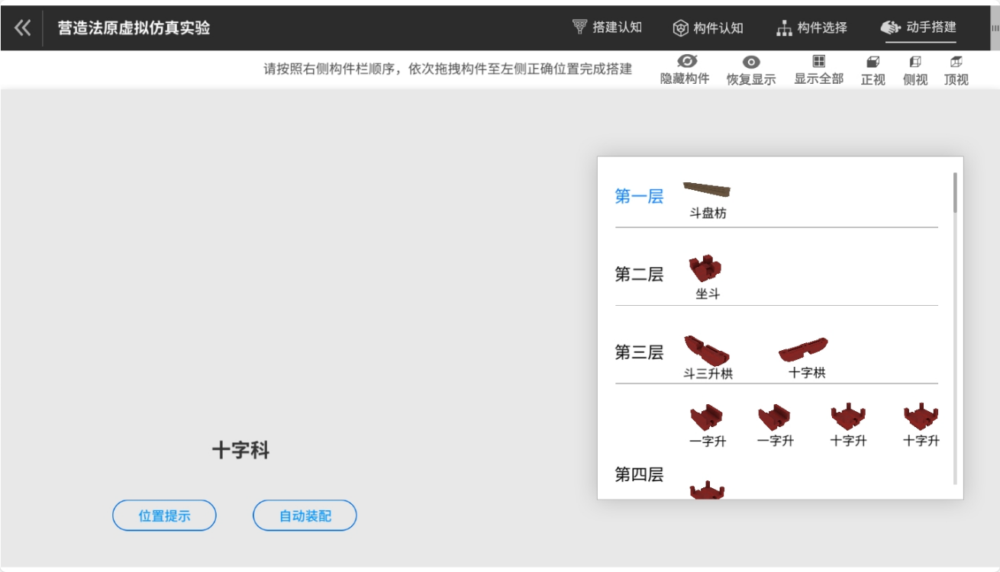 营造法原虚拟仿真实验
搭建认知
构件认知
构件选择
动手搭建
请按照右侧构件栏顺序，依次拖拽构件至左侧正确位置完成搭建
隐藏构件
恢复显示
显示全部
正视
侧视
顶视
第一层
斗盘枋
第二层
坐斗
第三层
斗三升栱
十字栱
一字升
一字升
十字升
十字升
第四层
十字科
位置提示
自动装配